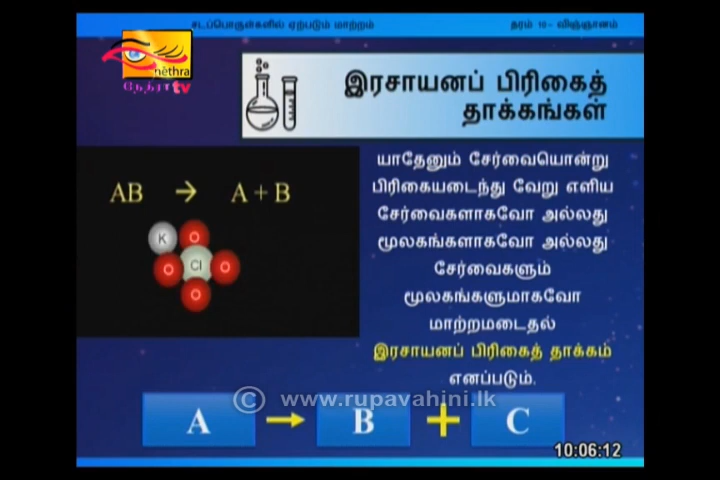 சடப்பொருள்களில் ஏற்படும் மாற்றம்
தரம் 10 - விஞ்ஞானம்
nethra
நேத்ரா tv
இரசாயனப் பிரிகைத்
தாக்கங்கள்
யாதேனும் சேர்வையொன்று
பிரிகையடைந்து வேறு எளிய
சேர்வைகளாகவோ அல்லது
மூலகங்களாகவோ அல்லது
சேர்வைகளும்
மூலகங்களுமாகவோ
மாற்றமடைதல்
இரசாயனப் பிரிகைத் தாக்கம்
எனப்படும்.
AB → A + B
K O
O Cl O
O
© www.rupavahini.lk
A → B + C
10:06:12